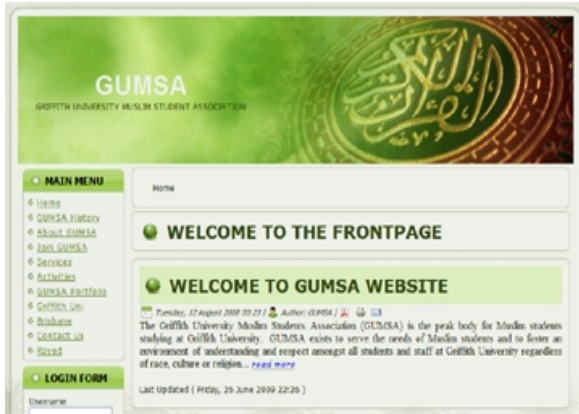 القرآن الكريم
GUMSA
GRIFFITH UNIVERSITY MUSLIM STUDENT ASSOCIATION
MAIN MENU
Home
GUMSA History
About GUMSA
Join GUMSA
Services
Activities
GUMSA Portfolio
Griffith Uni
Brisbane
Contact Us
Home
WELCOME TO THE FRONTPAGE
WELCOME TO GUMSA WEBSITE
Tuesday, 12 August 2008 | Author: GUMSA |
The Griffith University Muslim Students Association (GUMSA) is the peak body for Muslim students
studying at Griffith University. GUMSA exists to serve the needs of Muslim students and to foster an
environment of understanding and respect amongst all students and staff at Griffith University regardless
of race, culture or religion... read more
Last Updated ( Friday, 26 June 2009 22:26 )
LOGIN FORM
Username